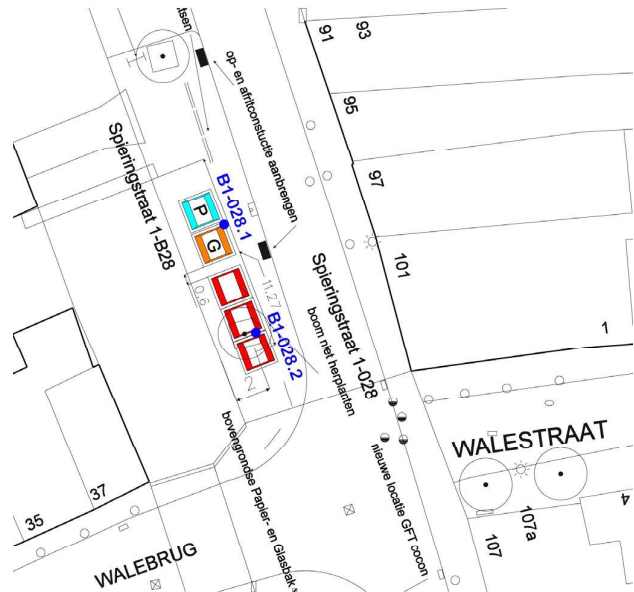 91
93
95
97
101
1
op- en afritconstuctie aanbrengen
Spieringstraat 1-B28
B1-028.1
P
G
11.27
Spieringstraat 1-028
boom niet herplanten
B1-028.2
2
WALESTRAAT
4
107a
107
nieuwe locatie GFT cocon
bovengrondse Papier- en Glasbak
37
35
WALEBRUG